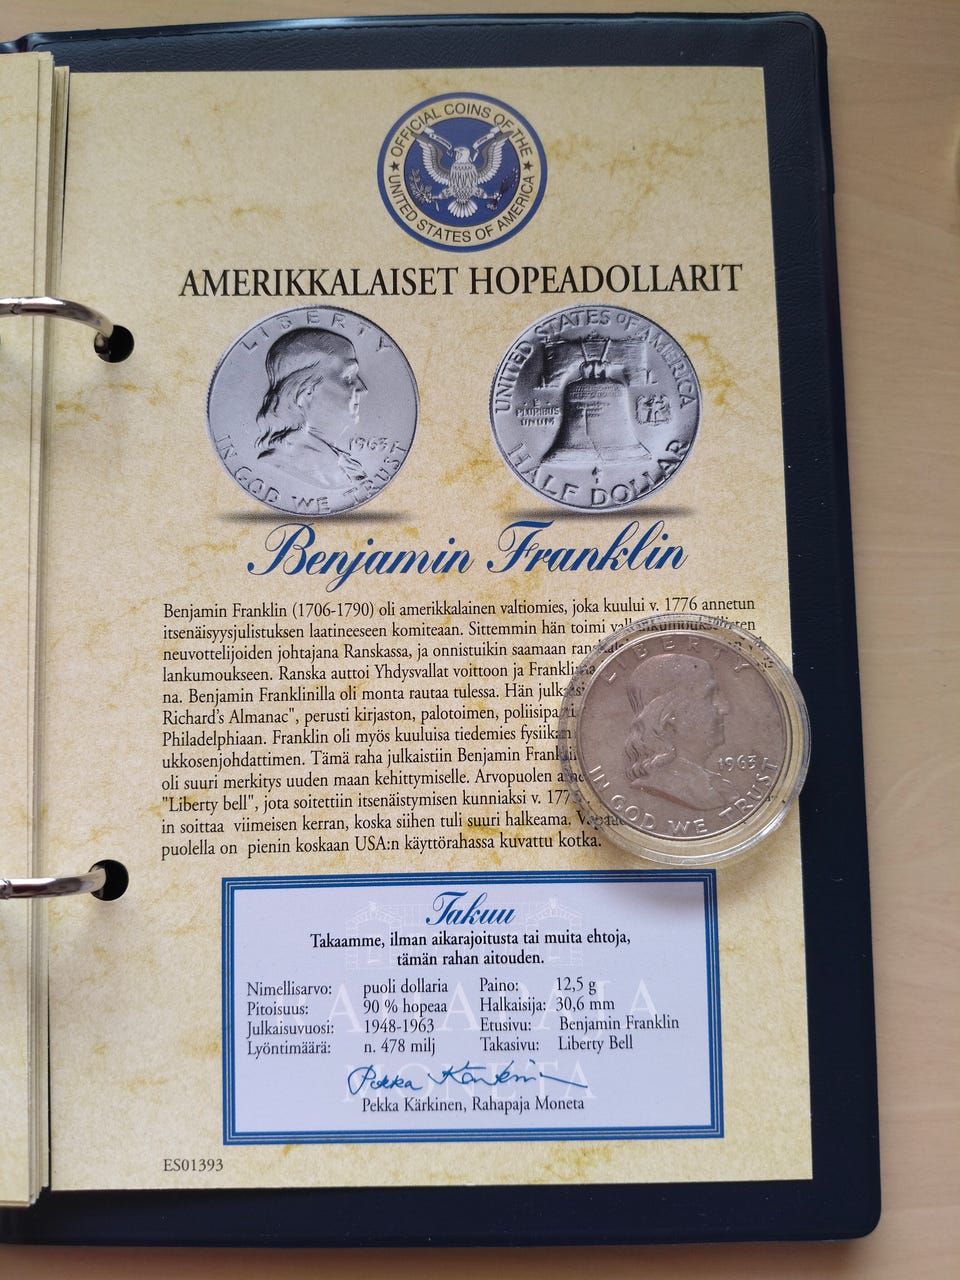 OFFICIAL COINS OF THE
UNITED STATES OF AMERICA
AMERIKKALAISET HOPEADOLLARIT
LIBERTY
1963
IN GOD WE TRUST
UNITED STATES OF AMERICA
E
PLURIBUS
UNUM
HALF DOLLAR
Benjamin Franklin
Benjamin Franklin (1706-1790) oli amerikkalainen valtiomies, joka kuului v. 1776 annetun
itsenäisyysjulistuksen laatineeseen komiteaan. Sittemmin hän toimi
neuvottelijoiden johtajana Ranskassa, ja onnistuikin saamaan
lankumoukseen. Ranska auttoi Yhdysvallat voittoon ja
na. Benjamin Franklinilla oli monta rautaa tulessa. Hän
Richard's Almanac", perusti kirjaston, palotoimen,
Philadelphiaan. Franklin oli myös kuuluisa tiedemies
ukkosenjohdattimen. Tämä raha julkaistiin Benjamin
oli suuri merkitys uuden maan kehittymiselle. Arvopuolen
"Liberty bell", jota soitettiin itsenäistymisen kunniaksi v.
in soittaa viimeisen kerran, koska siihen tuli suuri halkeama.
puolella on pienin koskaan USA:n käyttörahassa kuvattu kotka.
LIBERTY
1963
IN GOD WE TRUST
Takuu
Takaamme, ilman aikarajoitusta tai muita ehtoja,
tämän rahan aitouden.
Nimellisarvo: puoli dollaria Paino: 12,5 g
Pitoisuus: 90 % hopeaa Halkaisija: 30,6 mm
Julkaisuvuosi: 1948-1963 Etusivu: Benjamin Franklin
Lyöntimäärä: n. 478 milj Takasivu: Liberty Bell
RAHAPAJA
MONETA
Pekka Kärkinen
Pekka Kärkinen, Rahapaja Moneta
ES01393